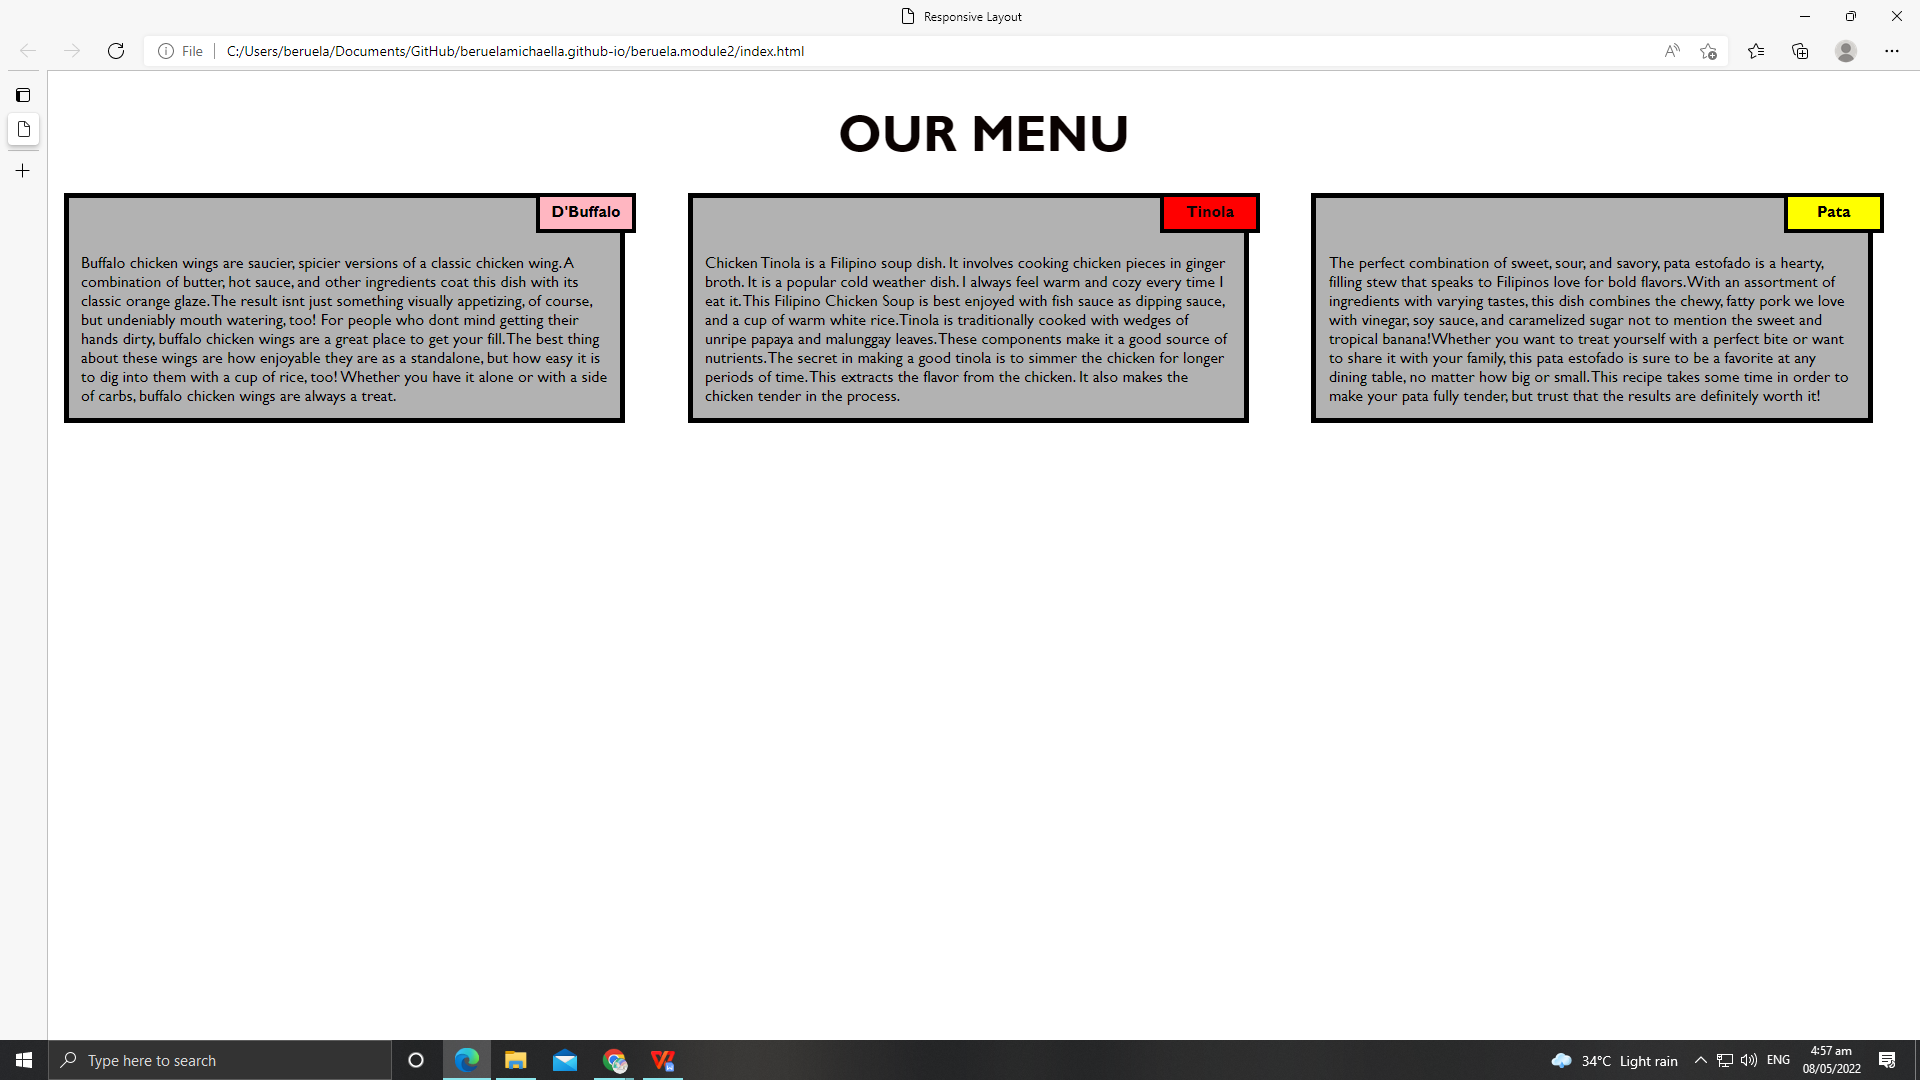 Responsive Layout
File
C:/Users/beruela/Documents/GitHub/beruelamichaella.github-io/beruela.module2/index.html
OUR MENU
D'Buffalo
Buffalo chicken wings are saucier, spicier versions of a classic chicken wing. A
combination of butter, hot sauce, and other ingredients coat this dish with its
classic orange glaze. The result isnt just something visually appetizing, of course,
but undeniably mouth watering, too! For people who dont mind getting their
hands dirty, buffalo chicken wings are a great place to get your fill. The best thing
about these wings are how enjoyable they are as a standalone, but how easy it is
to dig into them with a cup of rice, too! Whether you have it alone or with a side
of carbs, buffalo chicken wings are always a treat.
Tinola
Chicken Tinola is a Filipino soup dish. It involves cooking chicken pieces in ginger
broth. It is a popular cold weather dish. I always feel warm and cozy every time I
eat it. This Filipino Chicken Soup is best enjoyed with fish sauce as dipping sauce,
and a cup of warm white rice.Tinola is traditionally cooked with wedges of
unripe papaya and malunggay leaves. These components make it a good source of
nutrients. The secret in making a good tinola is to simmer the chicken for longer
periods of time. This extracts the flavor from the chicken. It also makes the
chicken tender in the process.
Pata
The perfect combination of sweet, sour, and savory, pata estofado is a hearty,
filling stew that speaks to Filipinos love for bold flavors. With an assortment of
ingredients with varying tastes, this dish combines the chewy, fatty pork we love
with vinegar, soy sauce, and caramelized sugar not to mention the sweet and
tropical banana!Whether you want to treat yourself with a perfect bite or want
to share it with your family, this pata estofado is sure to be a favorite at any
dining table, no matter how big or small. This recipe takes some time in order to
make your pata fully tender, but trust that the results are definitely worth it!
Type here to search
34°C Light rain
ENG
4:57 am
08/05/2022